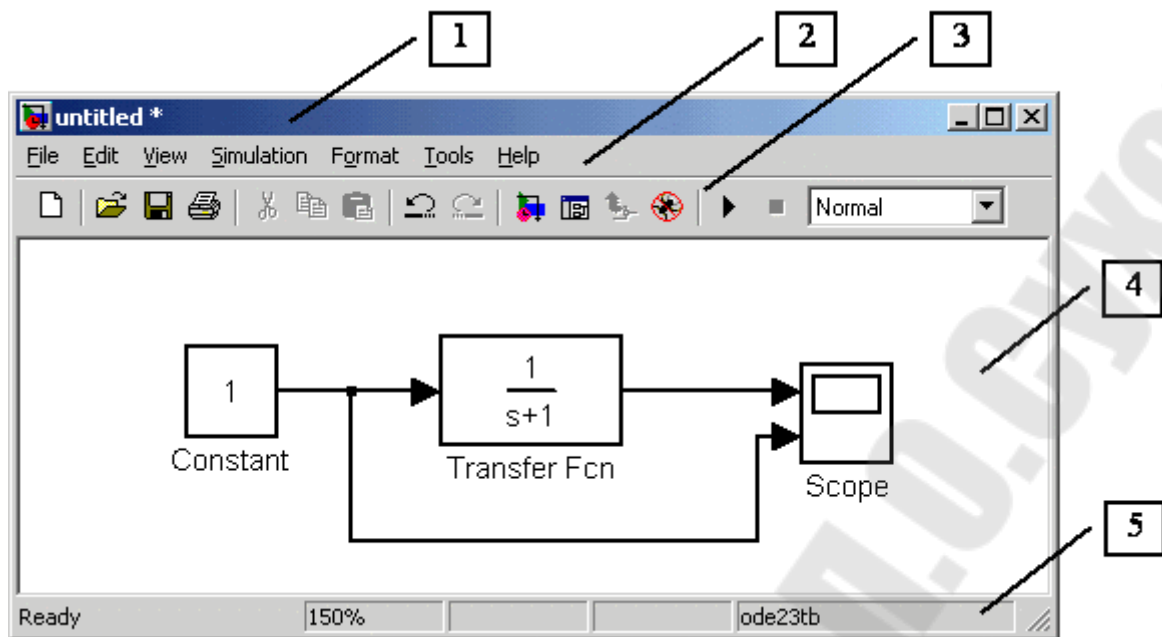 1 2 3
untitled *
File Edit View Simulation Format Tools Help
Normal
4
1
1
s+1
Constant
Transfer Fcn
Scope
5
Ready 150% ode23tb
П.О.Сухо